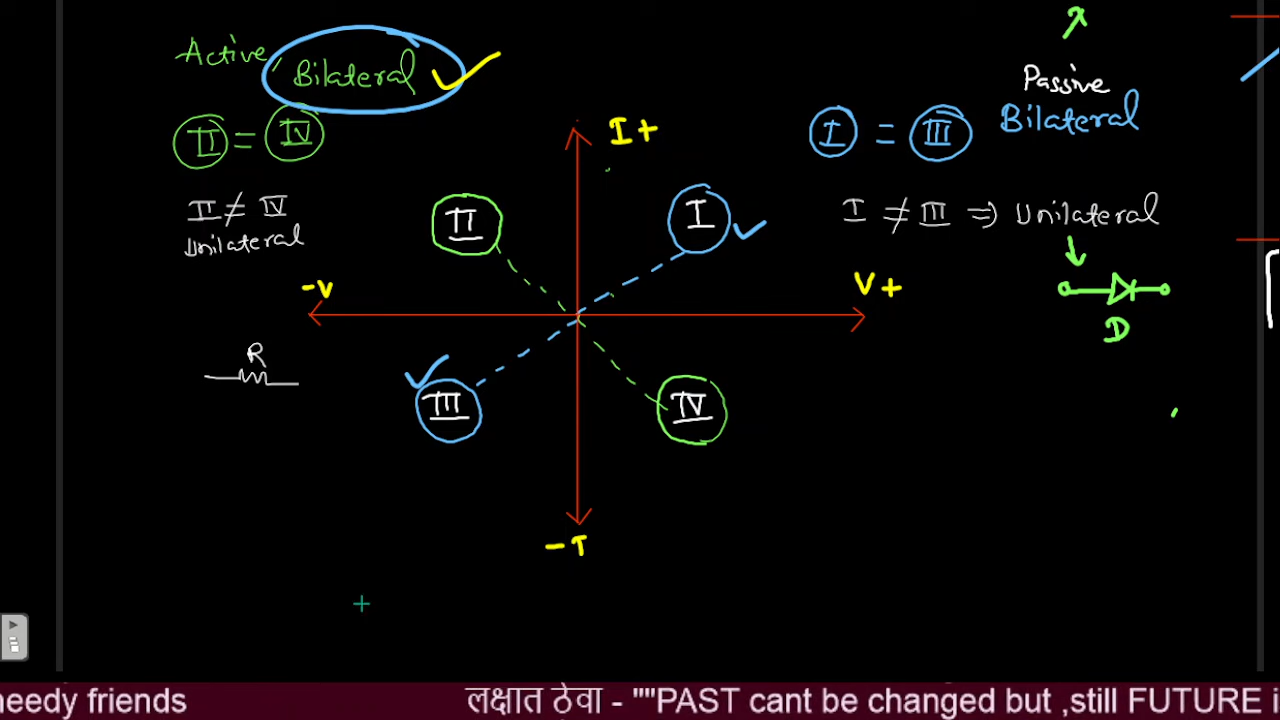 Active, Bilateral
II = IV
II ≠ IV
Unilateral
R
I+
II
I
-V
V+
III
IV
-I
Passive
I = III Bilateral
I ≠ III ⇒ Unilateral
D
needy friends लक्षात ठेवा - ""PAST cant be changed but ,still FUTURE i